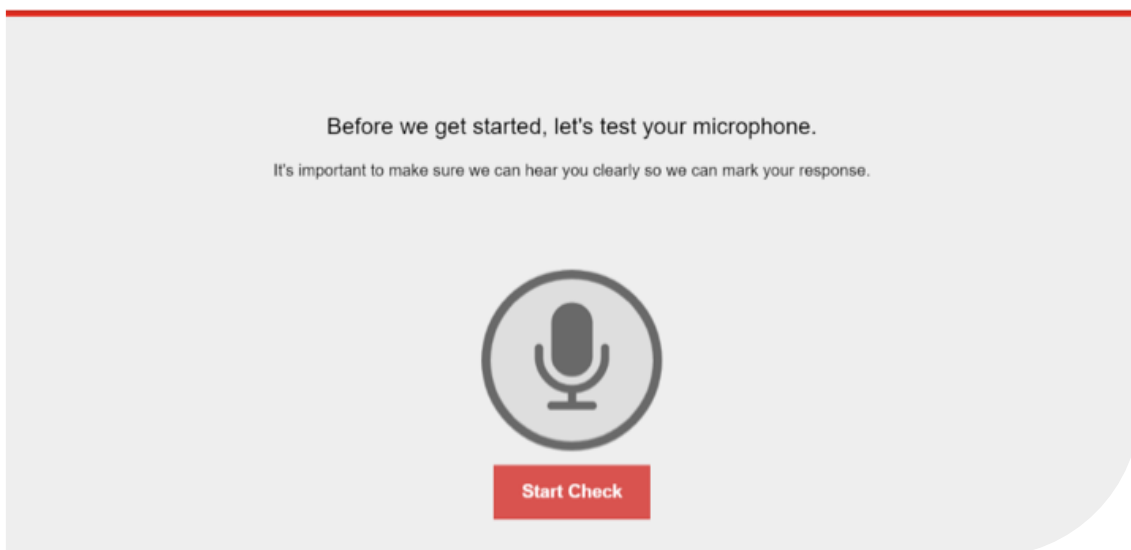 Before we get started, let's test your microphone.
It's important to make sure we can hear you clearly so we can mark your response.
Start Check